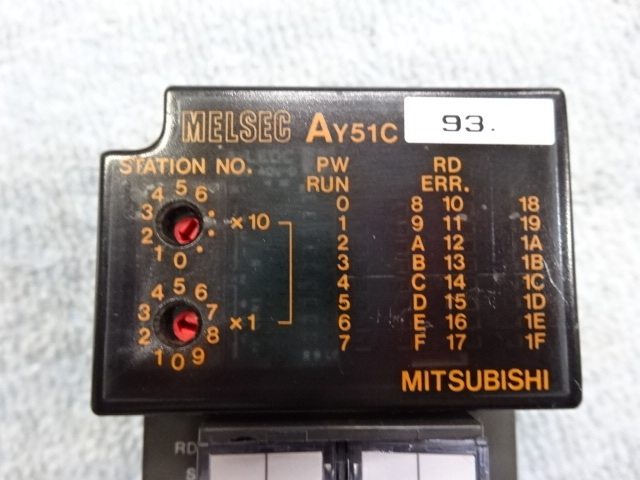 MELSEC AY51C 93.
STATION NO. PW RD
RUN ERR.
0 8 10 18
1 9 11 19
2 A 12 1A
3 B 13 1B
4 C 14 1C
5 D 15 1D
6 E 16 1E
7 F 17 1F
0 1 2 3 4 5 6
×10
0 1 2 3 4 5 6 7 8 9
×1
MITSUBISHI
RD